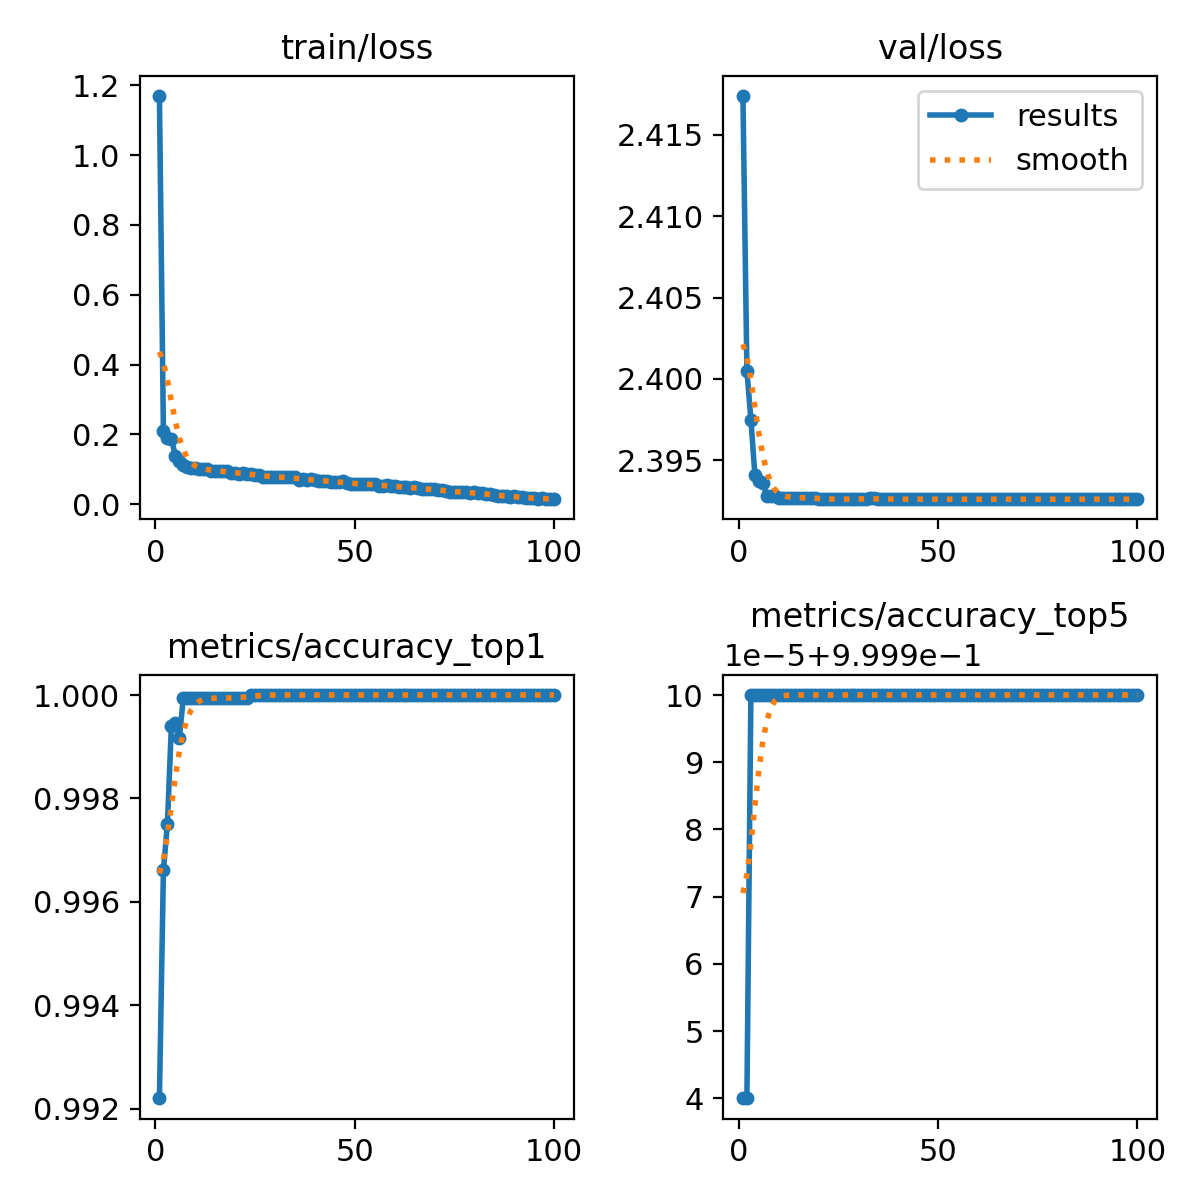 train/loss
1.2
1.0
0.8
0.6
0.4
0.2
0.0
0 50 100
val/loss
results
smooth
2.415
2.410
2.405
2.400
2.395
0 50 100
metrics/accuracy_top1
1.000
0.998
0.996
0.994
0.992
0 50 100
metrics/accuracy_top5
1e−5+9.999e−1
10
9
8
7
6
5
4
0 50 100